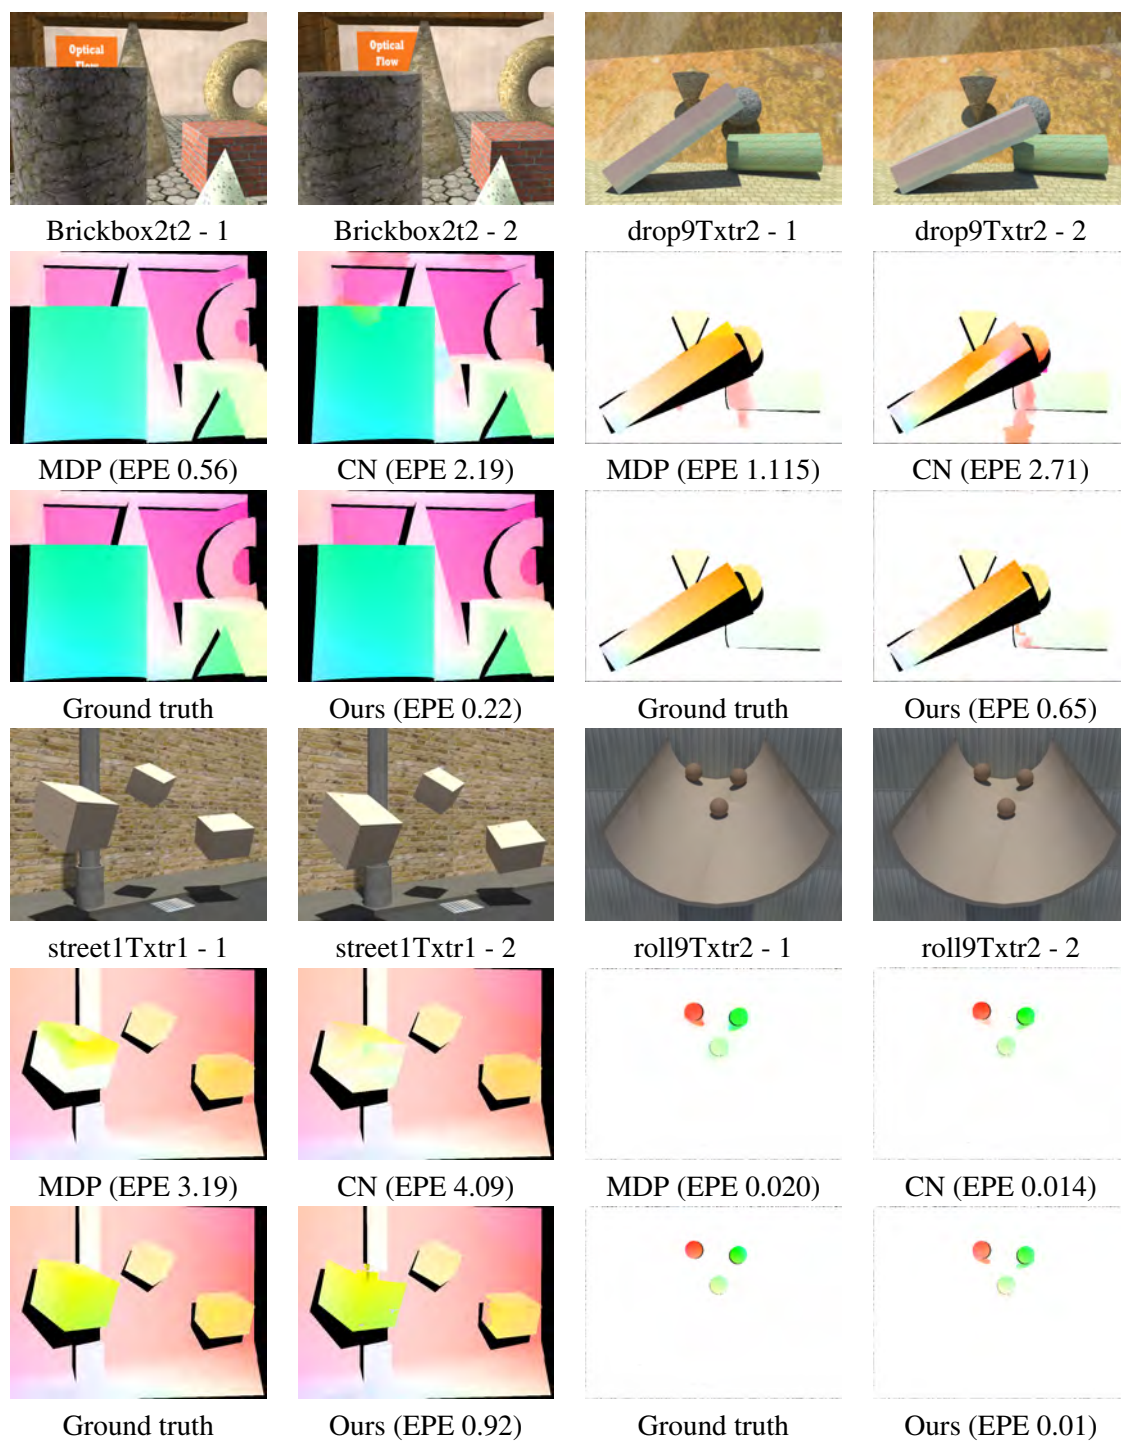 Optical
Flow
Optical
Flow
Brickbox2t2 - 1
Brickbox2t2 - 2
drop9Txtr2 - 1
drop9Txtr2 - 2
MDP (EPE 0.56)
CN (EPE 2.19)
MDP (EPE 1.115)
CN (EPE 2.71)
Ground truth
Ours (EPE 0.22)
Ground truth
Ours (EPE 0.65)
street1Txtr1 - 1
street1Txtr1 - 2
roll9Txtr2 - 1
roll9Txtr2 - 2
MDP (EPE 3.19)
CN (EPE 4.09)
MDP (EPE 0.020)
CN (EPE 0.014)
Ground truth
Ours (EPE 0.92)
Ground truth
Ours (EPE 0.01)